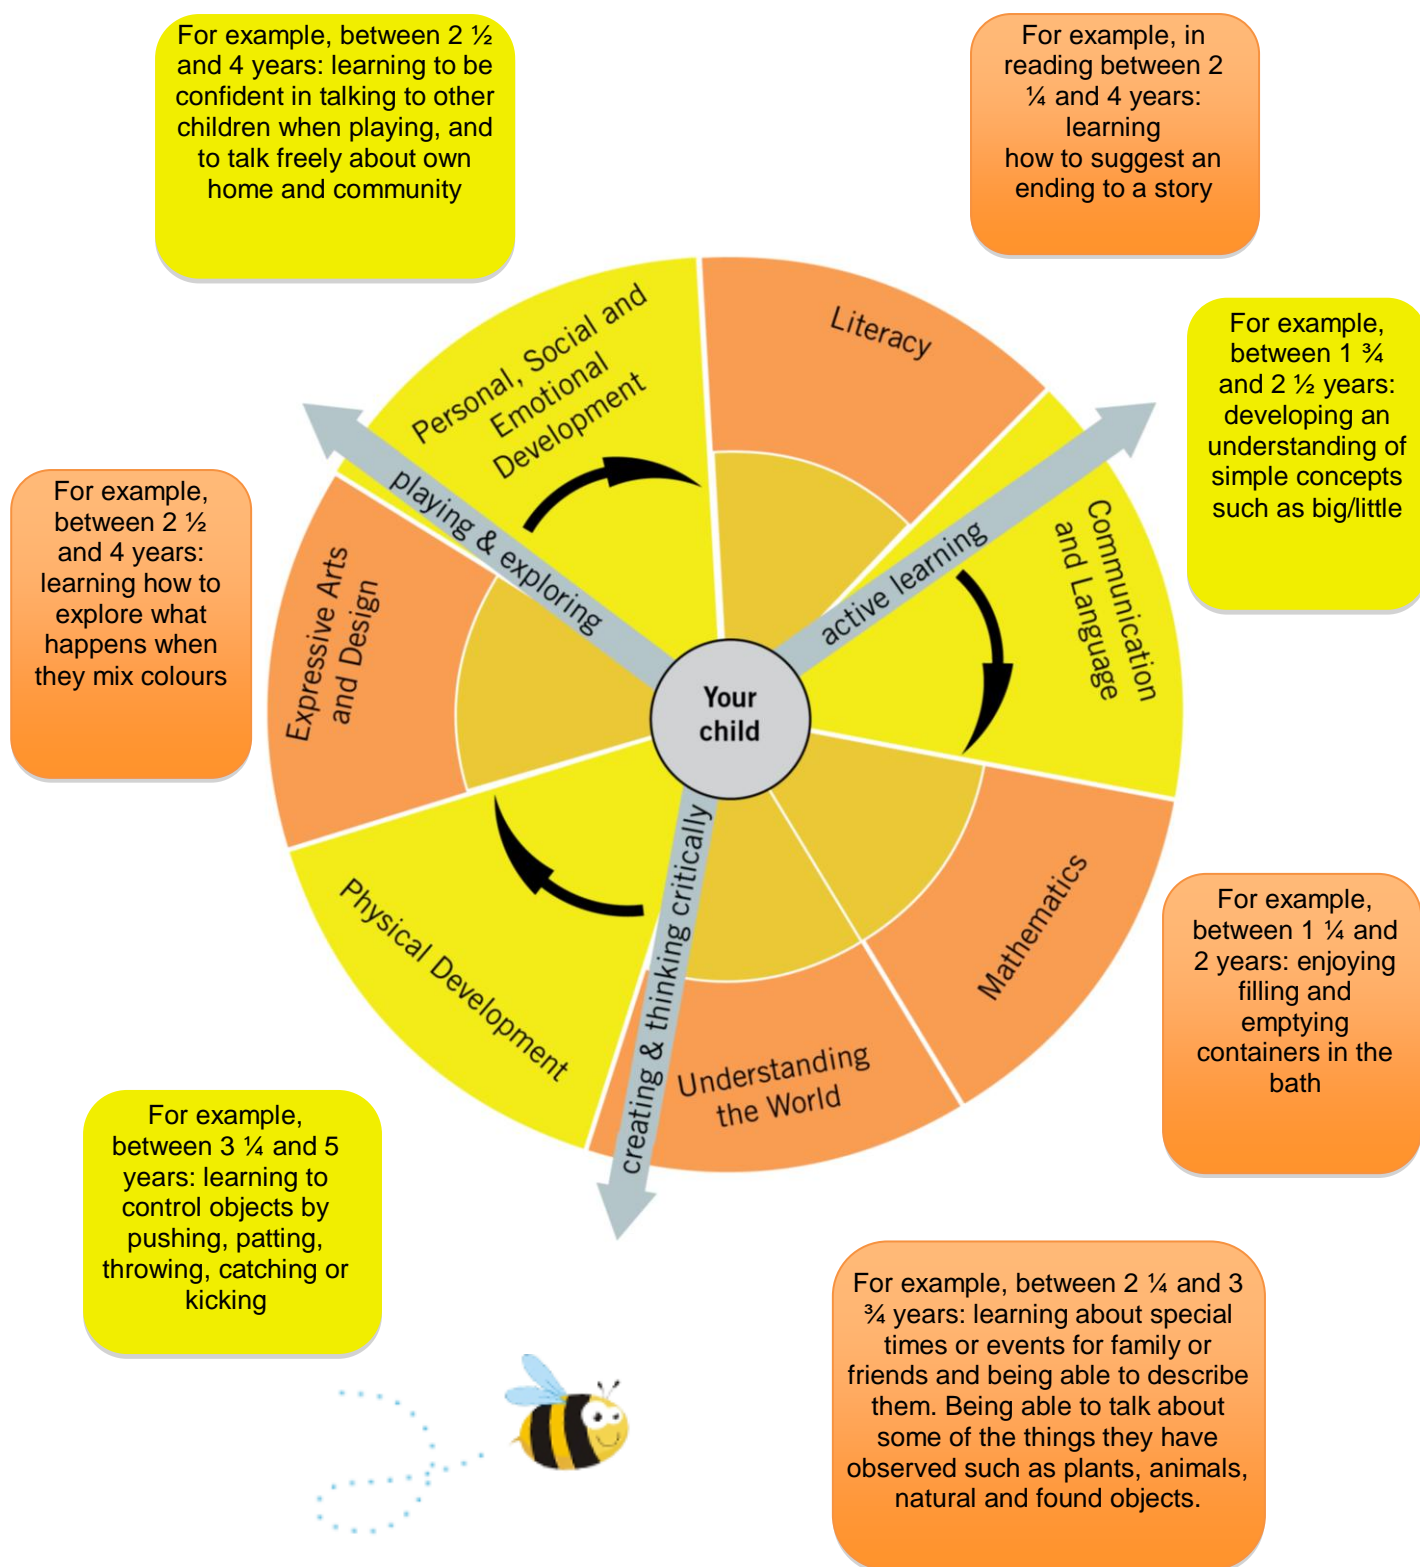 For example, between 2 ½
and 4 years: learning to be
confident in talking to other
children when playing, and
to talk freely about own
home and community
For example, in
reading between 2
¼ and 4 years:
learning
how to suggest an
ending to a story
For example,
between 1 ¾
and 2 ½ years:
developing an
understanding of
simple concepts
such as big/little
For example,
between 2 ½
and 4 years:
learning how to
explore what
happens when
they mix colours
Personal, Social and
Emotional
Development
Literacy
Communication
and Language
playing & exploring
active learning
Expressive Arts
and Design
Your
child
Physical Development
creating & thinking critically
Understanding
the World
Mathematics
For example,
between 1 ¼ and
2 years: enjoying
filling and
emptying
containers in the
bath
For example,
between 3 ¼ and 5
years: learning to
control objects by
pushing, patting,
throwing, catching or
kicking
For example, between 2 ¼ and 3
¾ years: learning about special
times or events for family or
friends and being able to describe
them. Being able to talk about
some of the things they have
observed such as plants, animals,
natural and found objects.